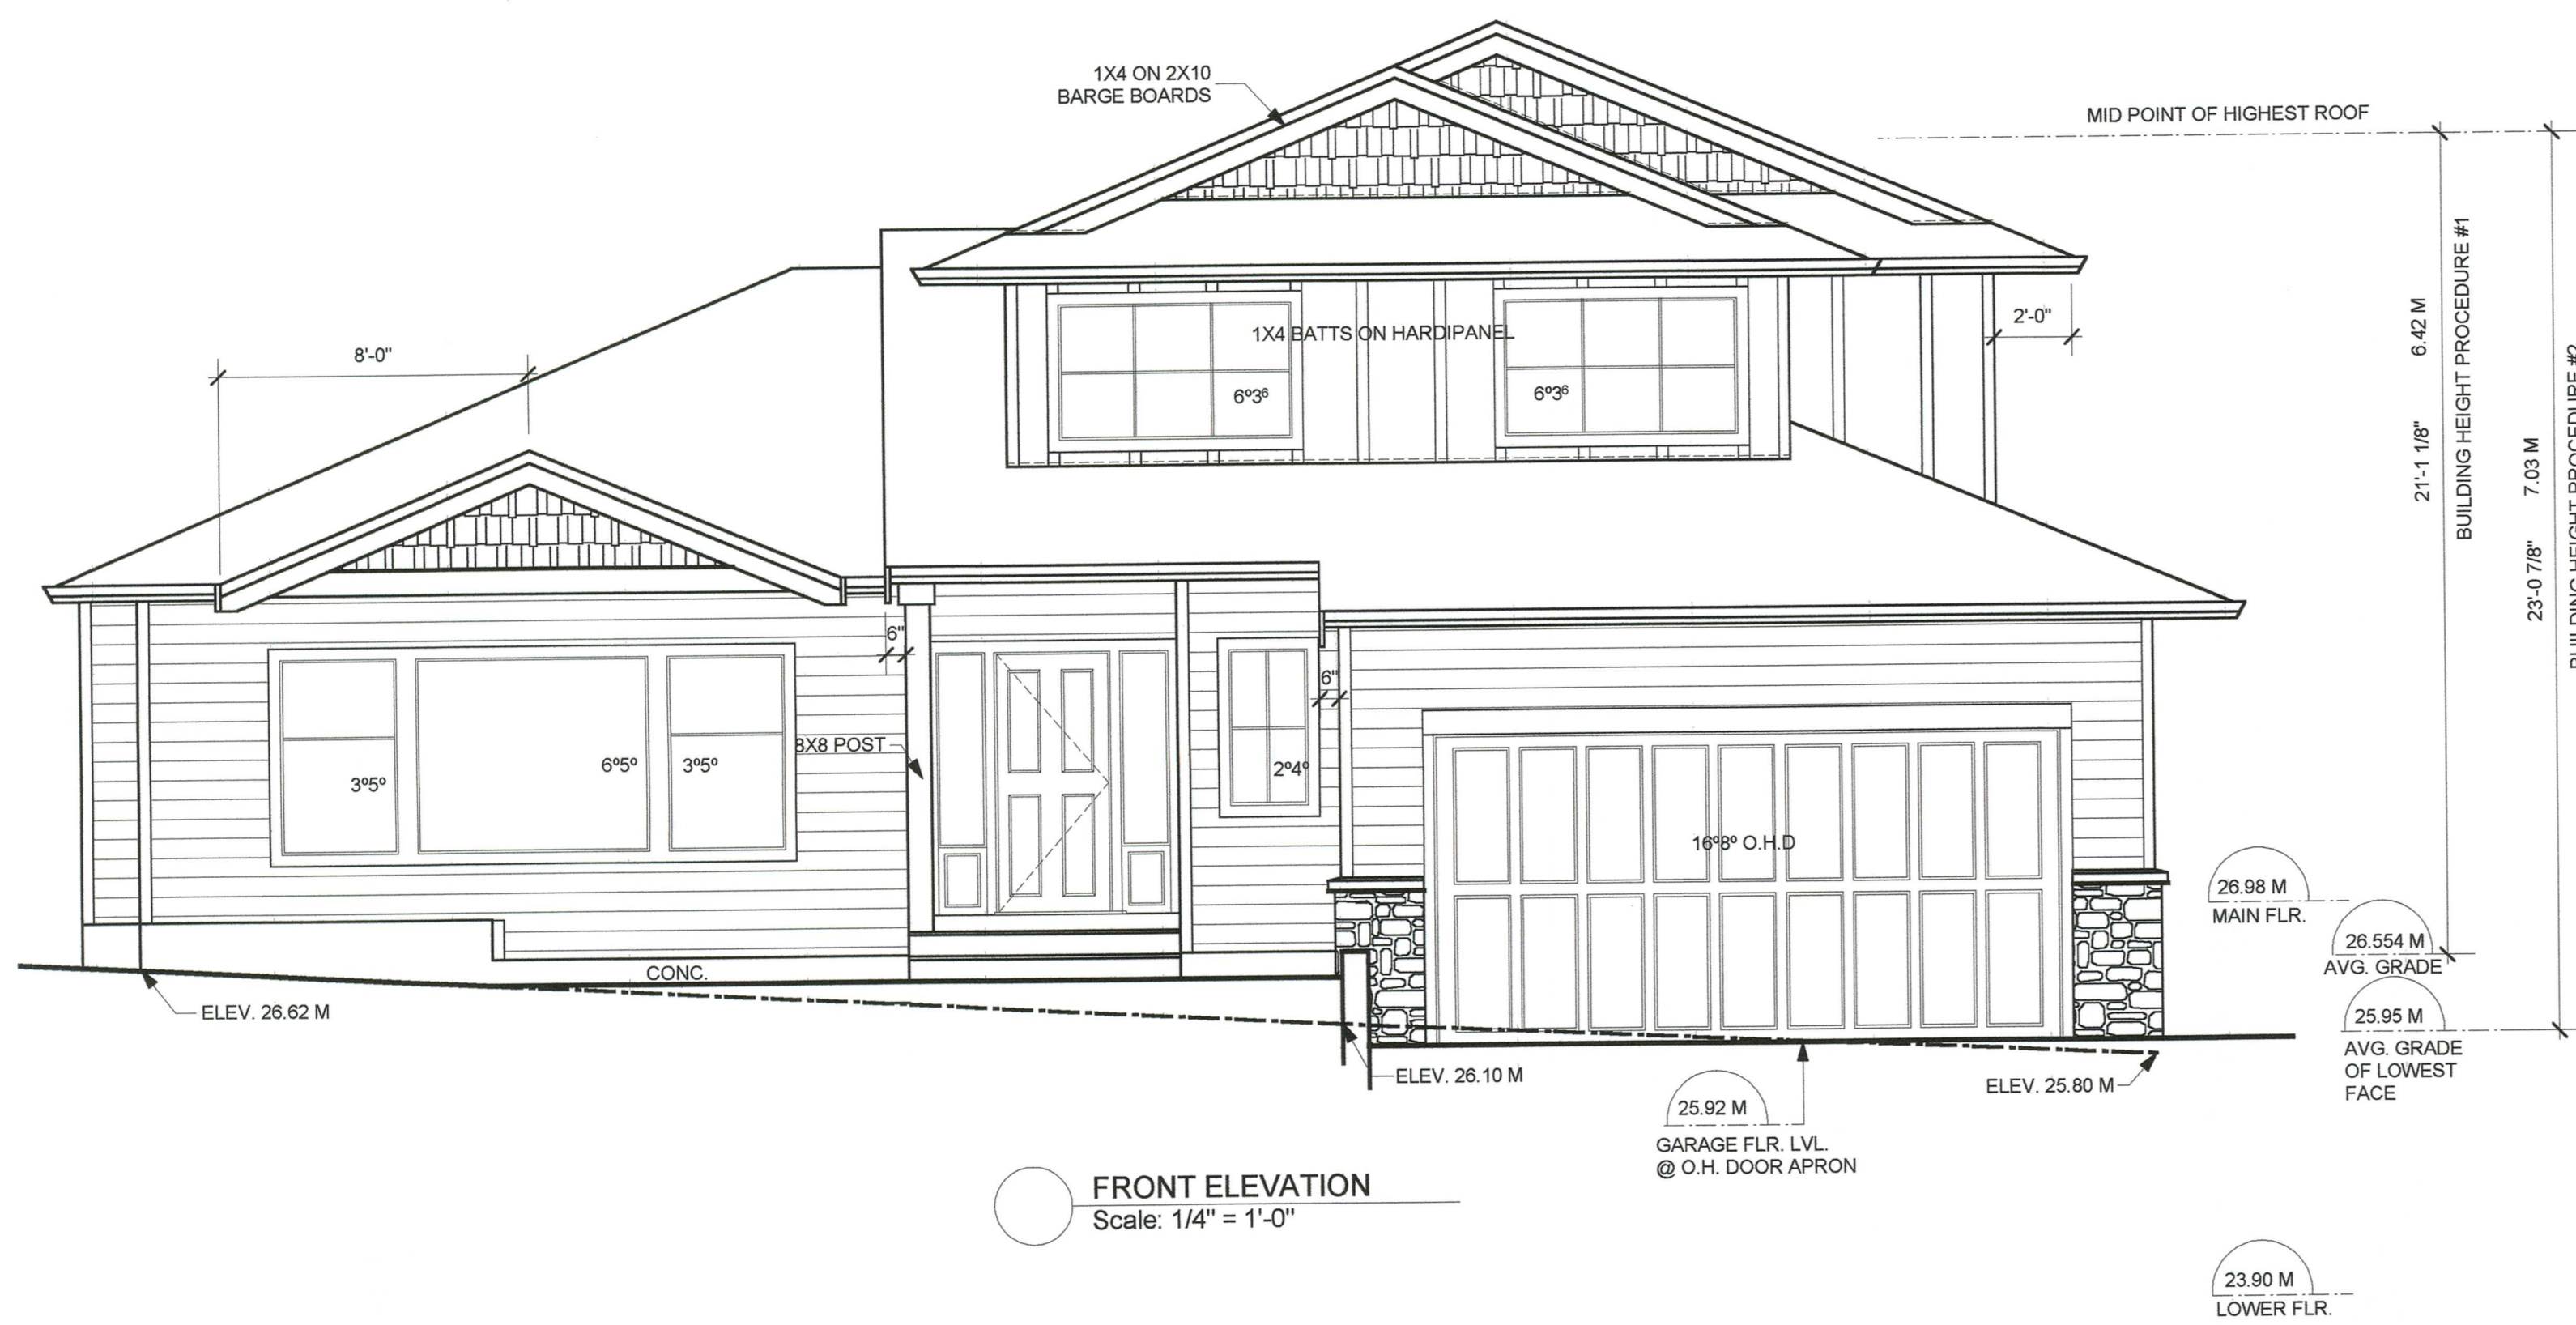 1X4 ON 2X10
BARGE BOARDS
MID POINT OF HIGHEST ROOF
8'-0"
1X4 BATTS ON HARDIPANEL
6⁰3⁶
6⁰3⁶
2'-0"
6.42 M
21'-1 1/8"
BUILDING HEIGHT PROCEDURE #1
7.03 M
23'-0 7/8"
BUILDING HEIGHT PROCEDURE #2
6"
6"
8X8 POST
3⁰5⁰
6⁰5⁰
3⁰5⁰
2⁰4⁰
16⁰8⁰ O.H.D
26.98 M
MAIN FLR.
26.554 M
AVG. GRADE
25.95 M
AVG. GRADE
OF LOWEST
FACE
CONC.
ELEV. 26.62 M
ELEV. 26.10 M
ELEV. 25.80 M
25.92 M
GARAGE FLR. LVL.
@ O.H. DOOR APRON
FRONT ELEVATION
Scale: 1/4" = 1'-0"
23.90 M
LOWER FLR.